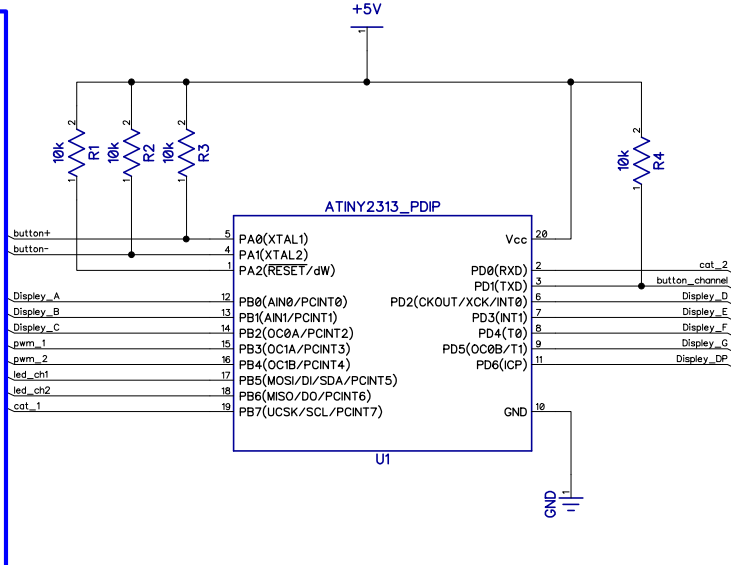 +5V
1
2
2
2
2
10k
R1
10k
R2
10k
R3
10k
R4
1
1
1
1
ATINY2313_PDIP
button+
5
PA0(XTAL1)
Vcc
20
button-
4
PA1(XTAL2)
1
PA2(RESET/dW)
PD0(RXD)
2
cat_2
PD1(TXD)
3
button_channel
Displey_A
12
PB0(AIN0/PCINT0)
PD2(CKOUT/XCK/INT0)
6
Displey_D
Displey_B
13
PB1(AIN1/PCINT1)
PD3(INT1)
7
Displey_E
Displey_C
14
PB2(OC0A/PCINT2)
PD4(T0)
8
Displey_F
pwm_1
15
PB3(OC1A/PCINT3)
PD5(OC0B/T1)
9
Displey_G
pwm_2
16
PB4(OC1B/PCINT4)
PD6(ICP)
11
Displey_DP
led_ch1
17
PB5(MOSI/DI/SDA/PCINT5)
led_ch2
18
PB6(MISO/DO/PCINT6)
cat_1
19
PB7(UCSK/SCL/PCINT7)
GND
10
U1
GND
1